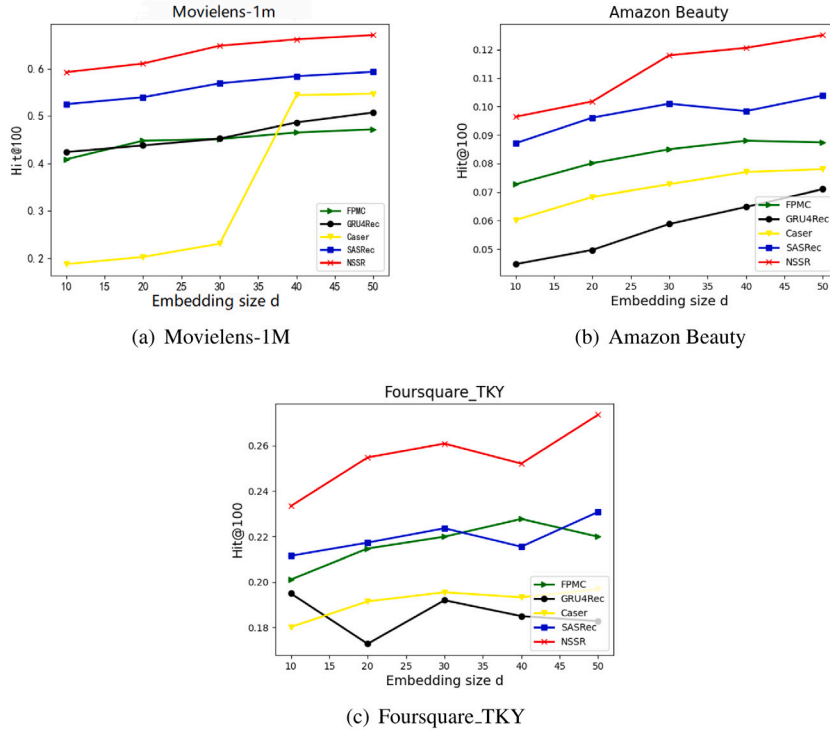 Movielens-1m
Hit@100
0.6
0.5
0.4
0.3
0.2
FPMC
GRU4Rec
Caser
SASRec
NSSR
10 15 20 25 30 35 40 45 50
Embedding size d
(a) Movielens-1M
Amazon Beauty
Hit@100
0.12
0.11
0.10
0.09
0.08
0.07
0.06
0.05
FPMC
GRU4Rec
Caser
SASRec
NSSR
10 15 20 25 30 35 40 45 50
Embedding size d
(b) Amazon Beauty
Foursquare_TKY
Hit@100
0.26
0.24
0.22
0.20
0.18
FPMC
GRU4Rec
Caser
SASRec
NSSR
10 15 20 25 30 35 40 45 50
Embedding size d
(c) Foursquare_TKY